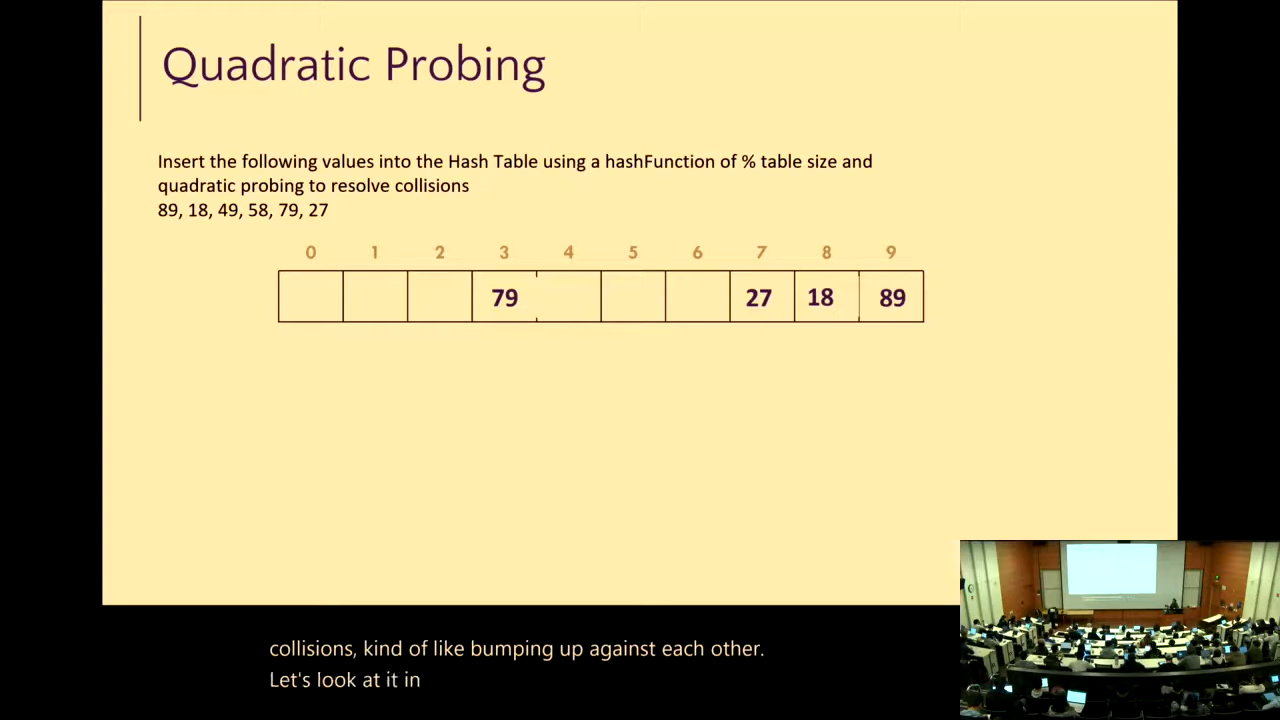 Quadratic Probing
Insert the following values into the Hash Table using a hashFunction of % table size and
quadratic probing to resolve collisions
89, 18, 49, 58, 79, 27
0 1 2 3 4 5 6 7 8 9
79 27 18 89
collisions, kind of like bumping up against each other.
Let's look at it in